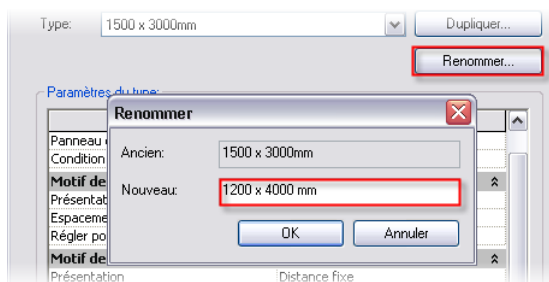 Type: 1500 x 3000mm Dupliquer...
Renommer...
Paramètres du type:
Renommer
Panneau
Condition
Ancien: 1500 x 3000mm
Motif de
Nouveau: 1200 x 4000 mm
Présentat
Espaceme
Régler po
OK Annuler
Motif de
Présentation Distance fixe